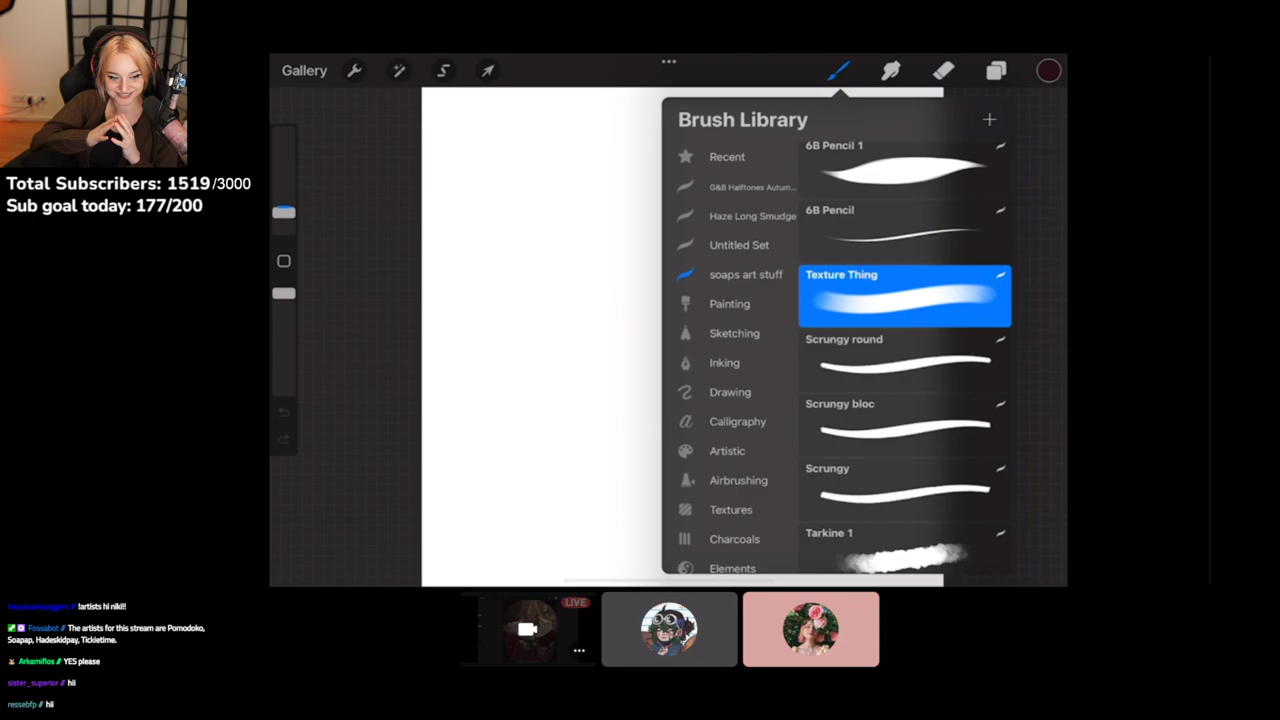 Gallery
Total Subscribers: 1519/3000
Sub goal today: 177/200
Brush Library
Recent
G&B Halftones Autum...
Haze Long Smudge
Untitled Set
soaps art stuff
Painting
Sketching
Inking
Drawing
Calligraphy
Artistic
Airbrushing
Textures
Charcoals
Elements
6B Pencil 1
6B Pencil
Texture Thing
Scrungy round
Scrungy bloc
Scrungy
Tarkine 1
LIVE
// !artists hi niki!!
Fossabot // The artists for this stream are Pomodoko,
Soapap, Hadeskidpay, Tickietime.
Arkamiflos // YES please
sister_superior // hii
ressebfp // hii